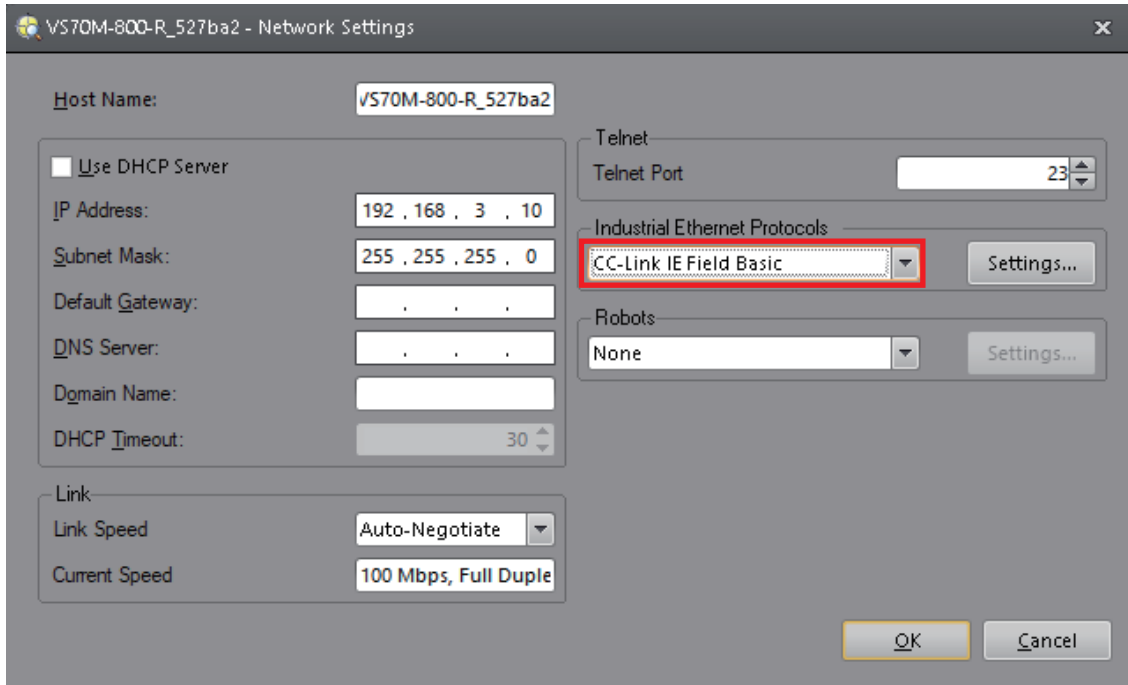 VS70M-800-R_527ba2 - Network Settings
Host Name: VS70M-800-R_527ba2
Use DHCP Server
IP Address: 192 . 168 . 3 . 10
Subnet Mask: 255 . 255 . 255 . 0
Default Gateway: . . .
DNS Server: . . .
Domain Name:
DHCP Timeout: 30
Link
Link Speed Auto-Negotiate
Current Speed 100 Mbps, Full Duple
Telnet
Telnet Port 23
Industrial Ethernet Protocols
CC-Link IE Field Basic Settings...
Robots
None Settings...
OK Cancel